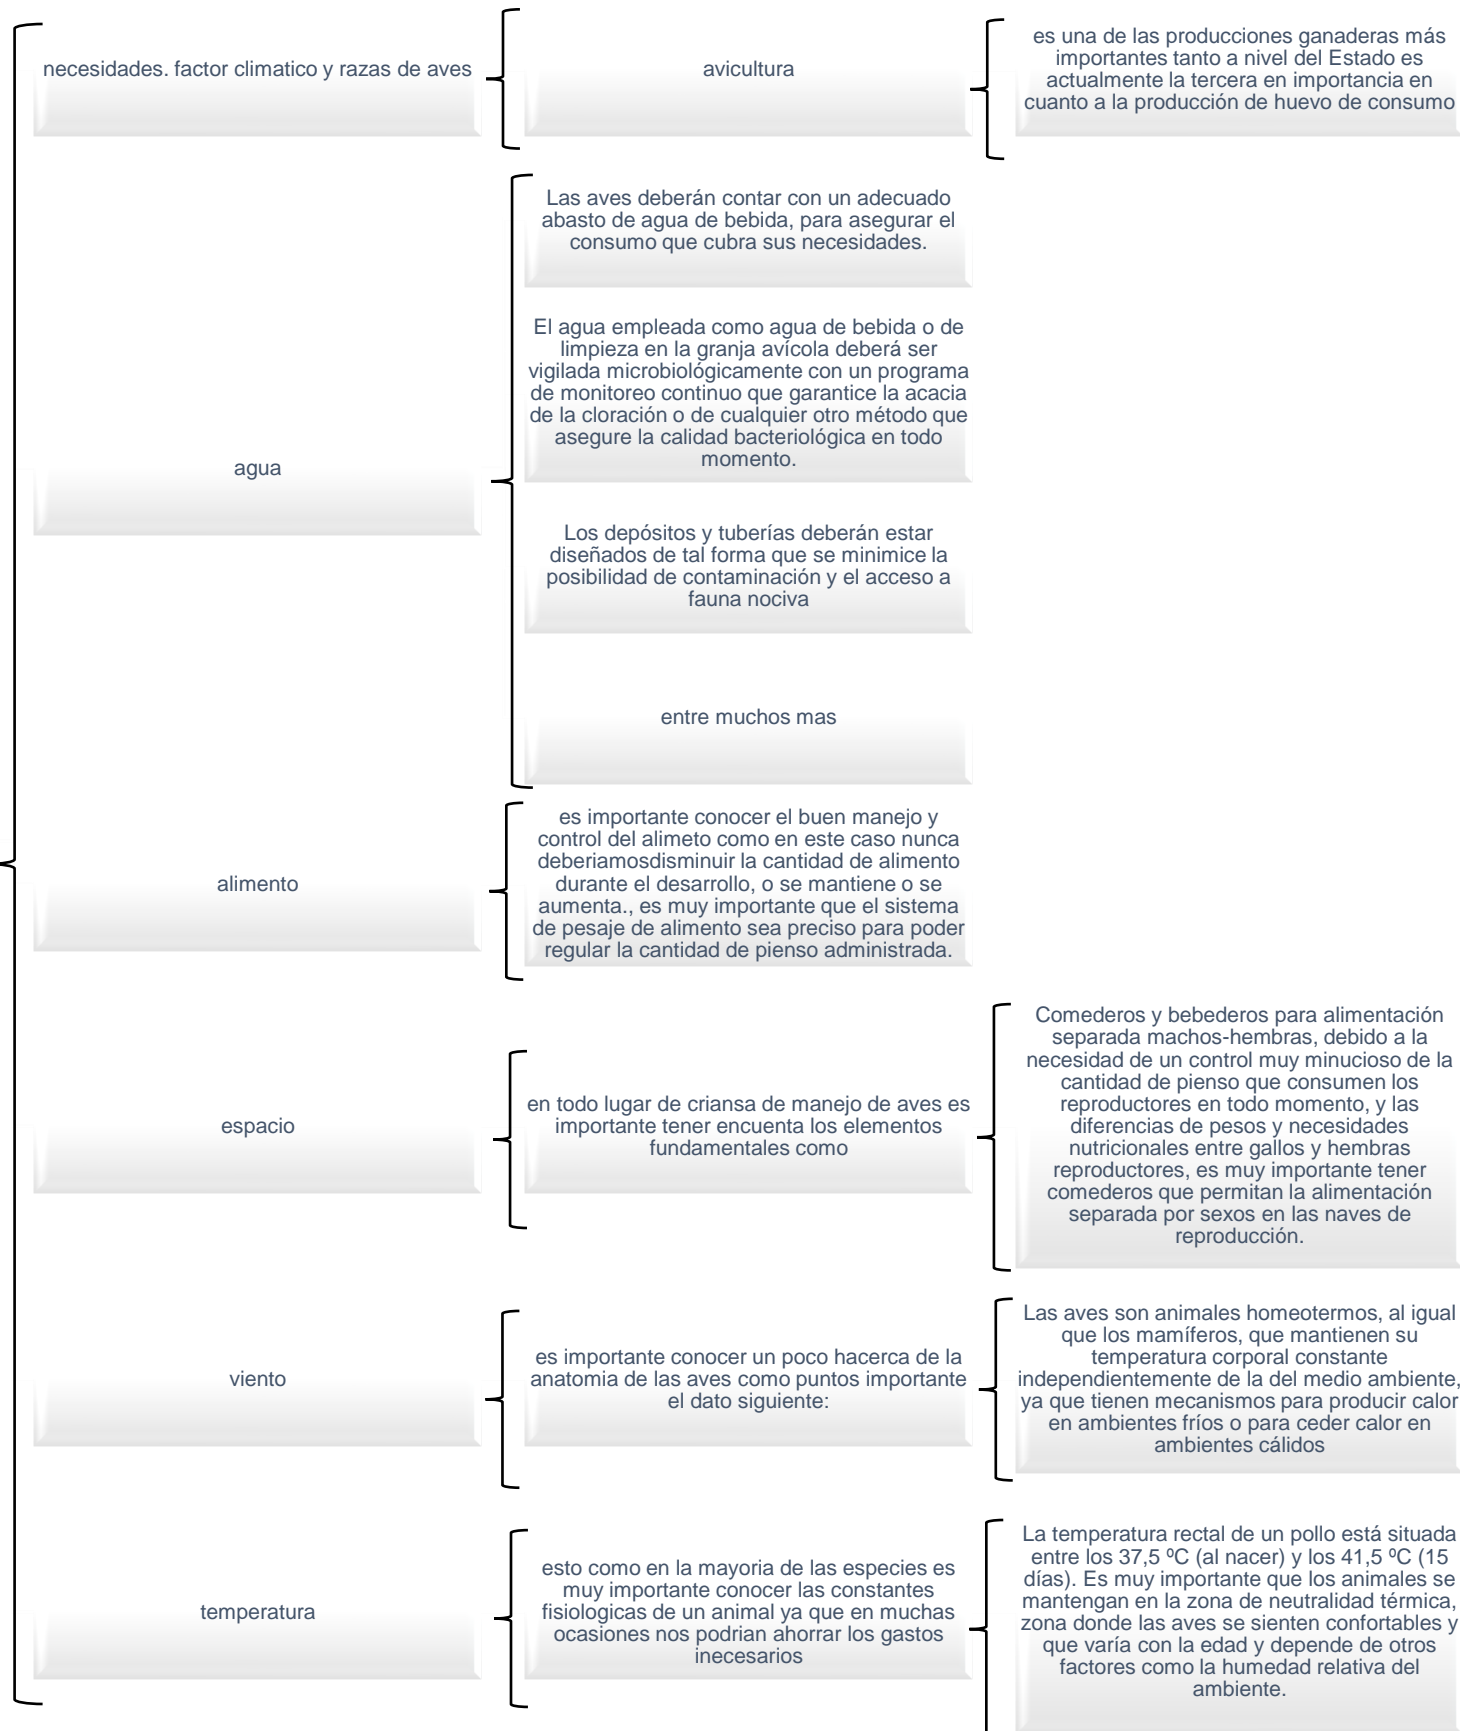 necesidades. factor climatico y razas de aves
avicultura
es una de las producciones ganaderas más
importantes tanto a nivel del Estado es
actualmente la tercera en importancia en
cuanto a la producción de huevo de consumo
agua
Las aves deberán contar con un adecuado
abasto de agua de bebida, para asegurar el
consumo que cubra sus necesidades.
El agua empleada como agua de bebida o de
limpieza en la granja avícola deberá ser
vigilada microbiológicamente con un programa
de monitoreo continuo que garantice la acacia
de la cloración o de cualquier otro método que
asegure la calidad bacteriológica en todo
momento.
Los depósitos y tuberías deberán estar
diseñados de tal forma que se minimice la
posibilidad de contaminación y el acceso a
fauna nociva
entre muchos mas
alimento
es importante conocer el buen manejo y
control del alimeto como en este caso nunca
deberiamosdisminuir la cantidad de alimento
durante el desarrollo, o se mantiene o se
aumenta., es muy importante que el sistema
de pesaje de alimento sea preciso para poder
regular la cantidad de pienso administrada.
espacio
en todo lugar de criansa de manejo de aves es
importante tener encuenta los elementos
fundamentales como
Comederos y bebederos para alimentación
separada machos-hembras, debido a la
necesidad de un control muy minucioso de la
cantidad de pienso que consumen los
reproductores en todo momento, y las
diferencias de pesos y necesidades
nutricionales entre gallos y hembras
reproductores, es muy importante tener
comederos que permitan la alimentación
separada por sexos en las naves de
reproducción.
viento
es importante conocer un poco hacerca de la
anatomia de las aves como puntos importante
el dato siguiente:
Las aves son animales homeotermos, al igual
que los mamíferos, que mantienen su
temperatura corporal constante
independientemente de la del medio ambiente,
ya que tienen mecanismos para producir calor
en ambientes fríos o para ceder calor en
ambientes cálidos
temperatura
esto como en la mayoria de las especies es
muy importante conocer las constantes
fisiologicas de un animal ya que en muchas
ocasiones nos podrian ahorrar los gastos
inecesarios
La temperatura rectal de un pollo está situada
entre los 37,5 ºC (al nacer) y los 41,5 ºC (15
días). Es muy importante que los animales se
mantengan en la zona de neutralidad térmica,
zona donde las aves se sienten confortables y
que varía con la edad y depende de otros
factores como la humedad relativa del
ambiente.